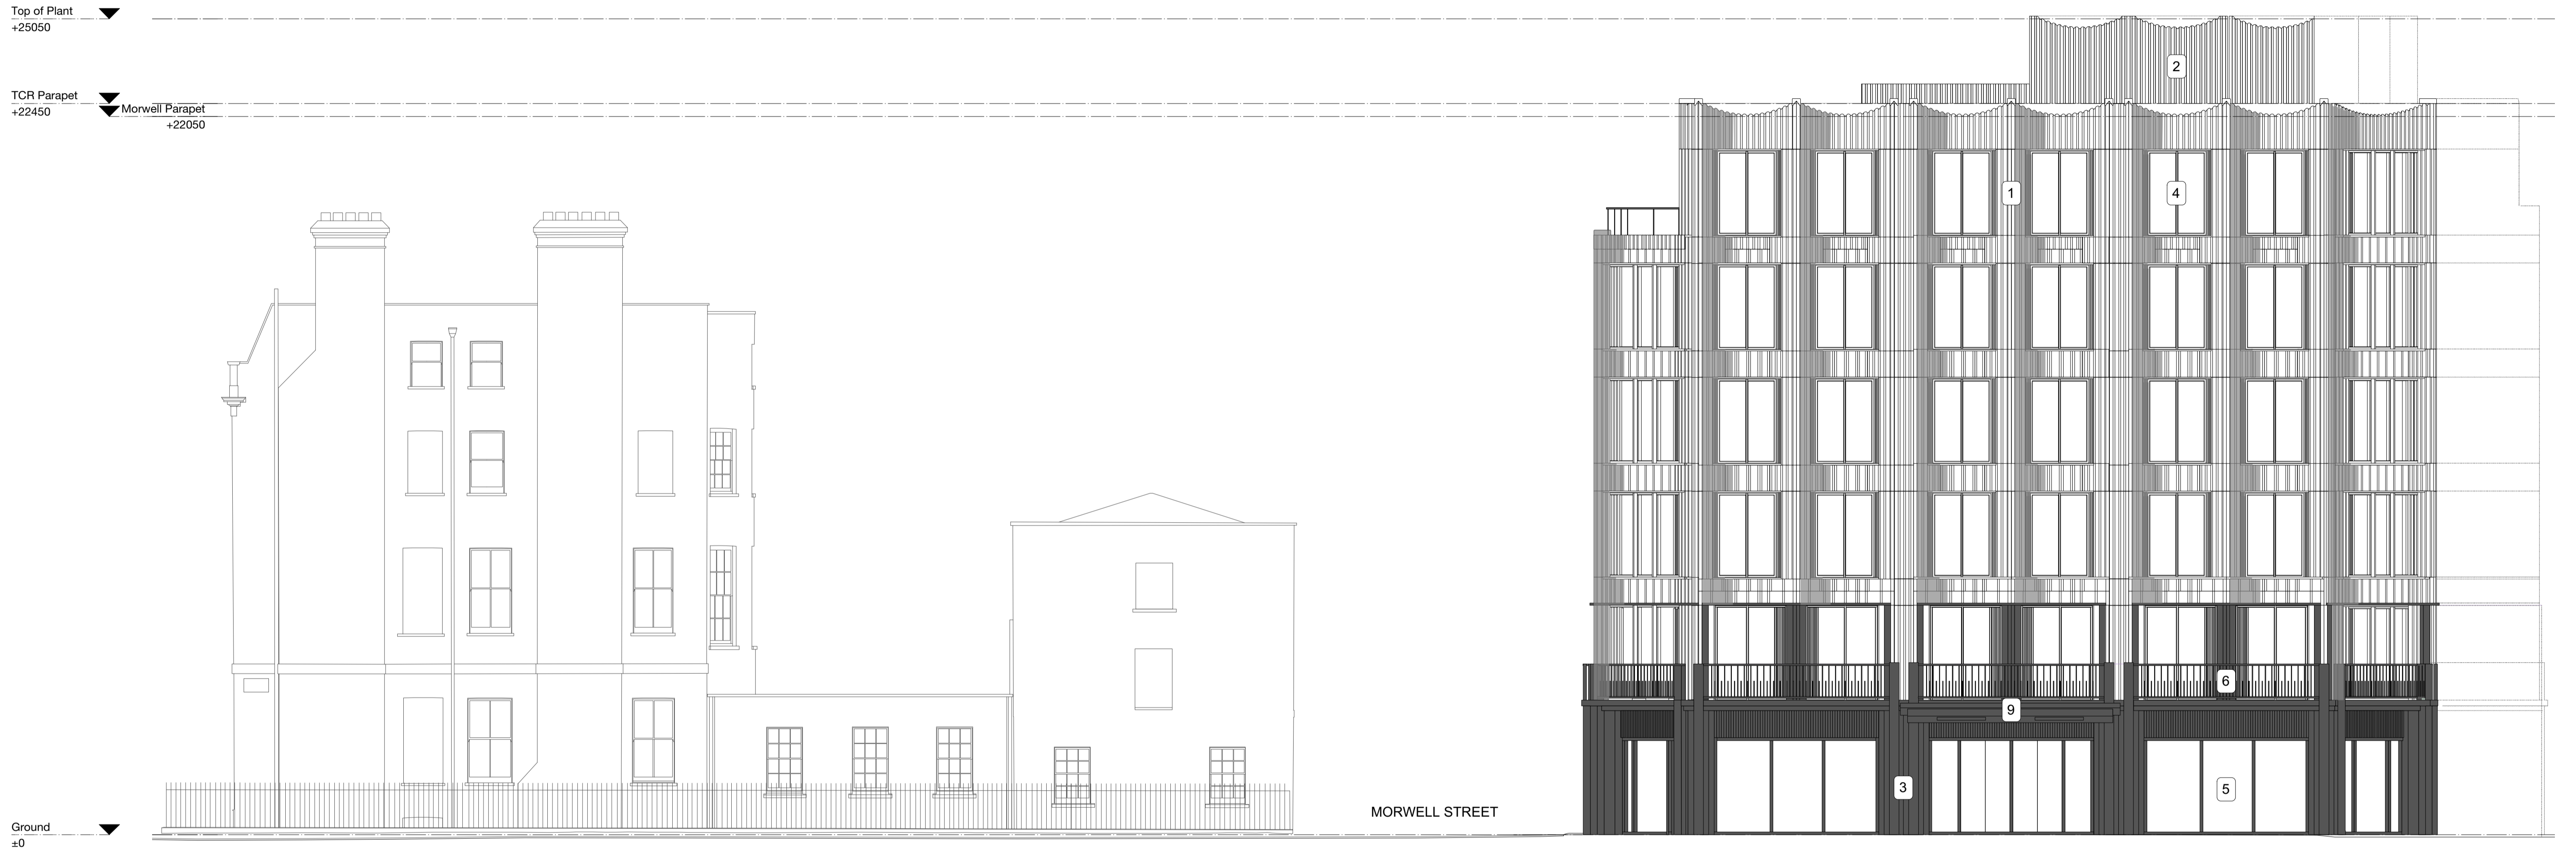 Top of Plant
+25050
TCR Parapet
+22450
Morwell Parapet
+22050
2
1
4
6
9
3
5
MORWELL STREET
Ground
±0